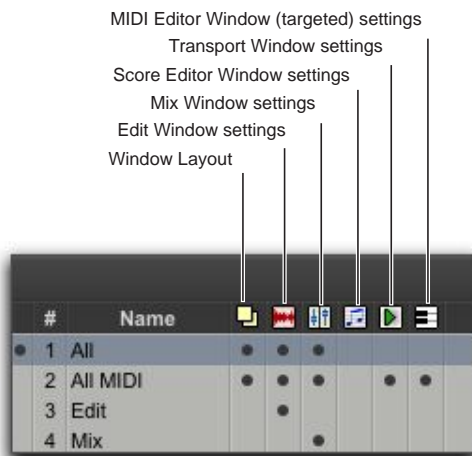 MIDI Editor Window (targeted) settings
Transport Window settings
Score Editor Window settings
Mix Window settings
Edit Window settings
Window Layout
# Name
1 All
2 All MIDI
3 Edit
4 Mix